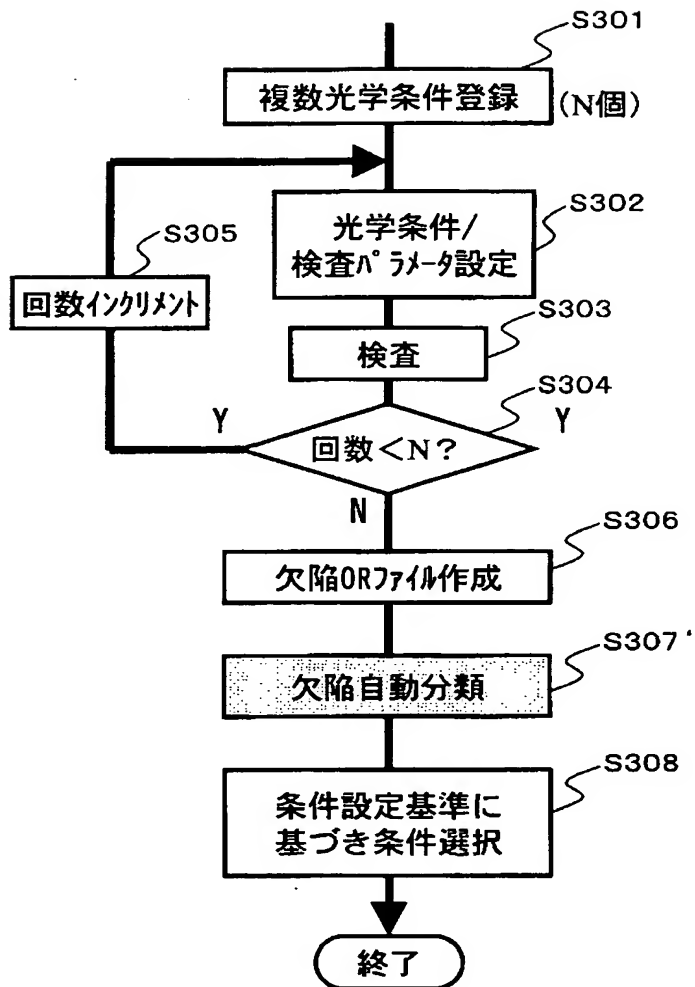 S301
複数光学条件登録
(N個)
S302
光学条件/
検査ﾊﾟﾗﾒｰﾀ設定
S305
回数ｲﾝｸﾘﾒﾝﾄ
S303
検査
S304
Y
回数<N?
Y
N
S306
欠陥ORﾌｧｲﾙ作成
S307'
欠陥自動分類
S308
条件設定基準に
基づき条件選択
終了